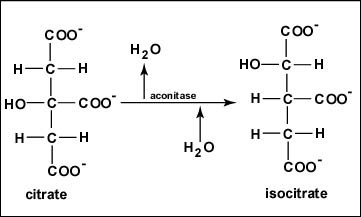 COO⁻
H C H
HO C COO⁻
H C H
COO⁻
citrate
H₂O
aconitase
H₂O
COO⁻
HO C H
H C COO⁻
H C H
COO⁻
isocitrate